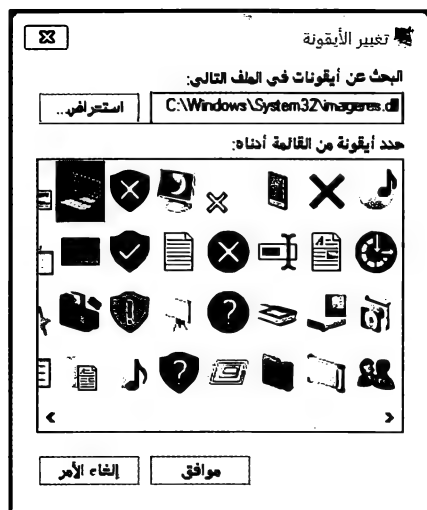 تغيير الأيقونة
البحث عن أيقونات في الملف التالي:
C:\Windows\System32\imageres.dll
استعراض...
حدد أيقونة من القائمة أدناه:
موافق
إلغاء الأمر